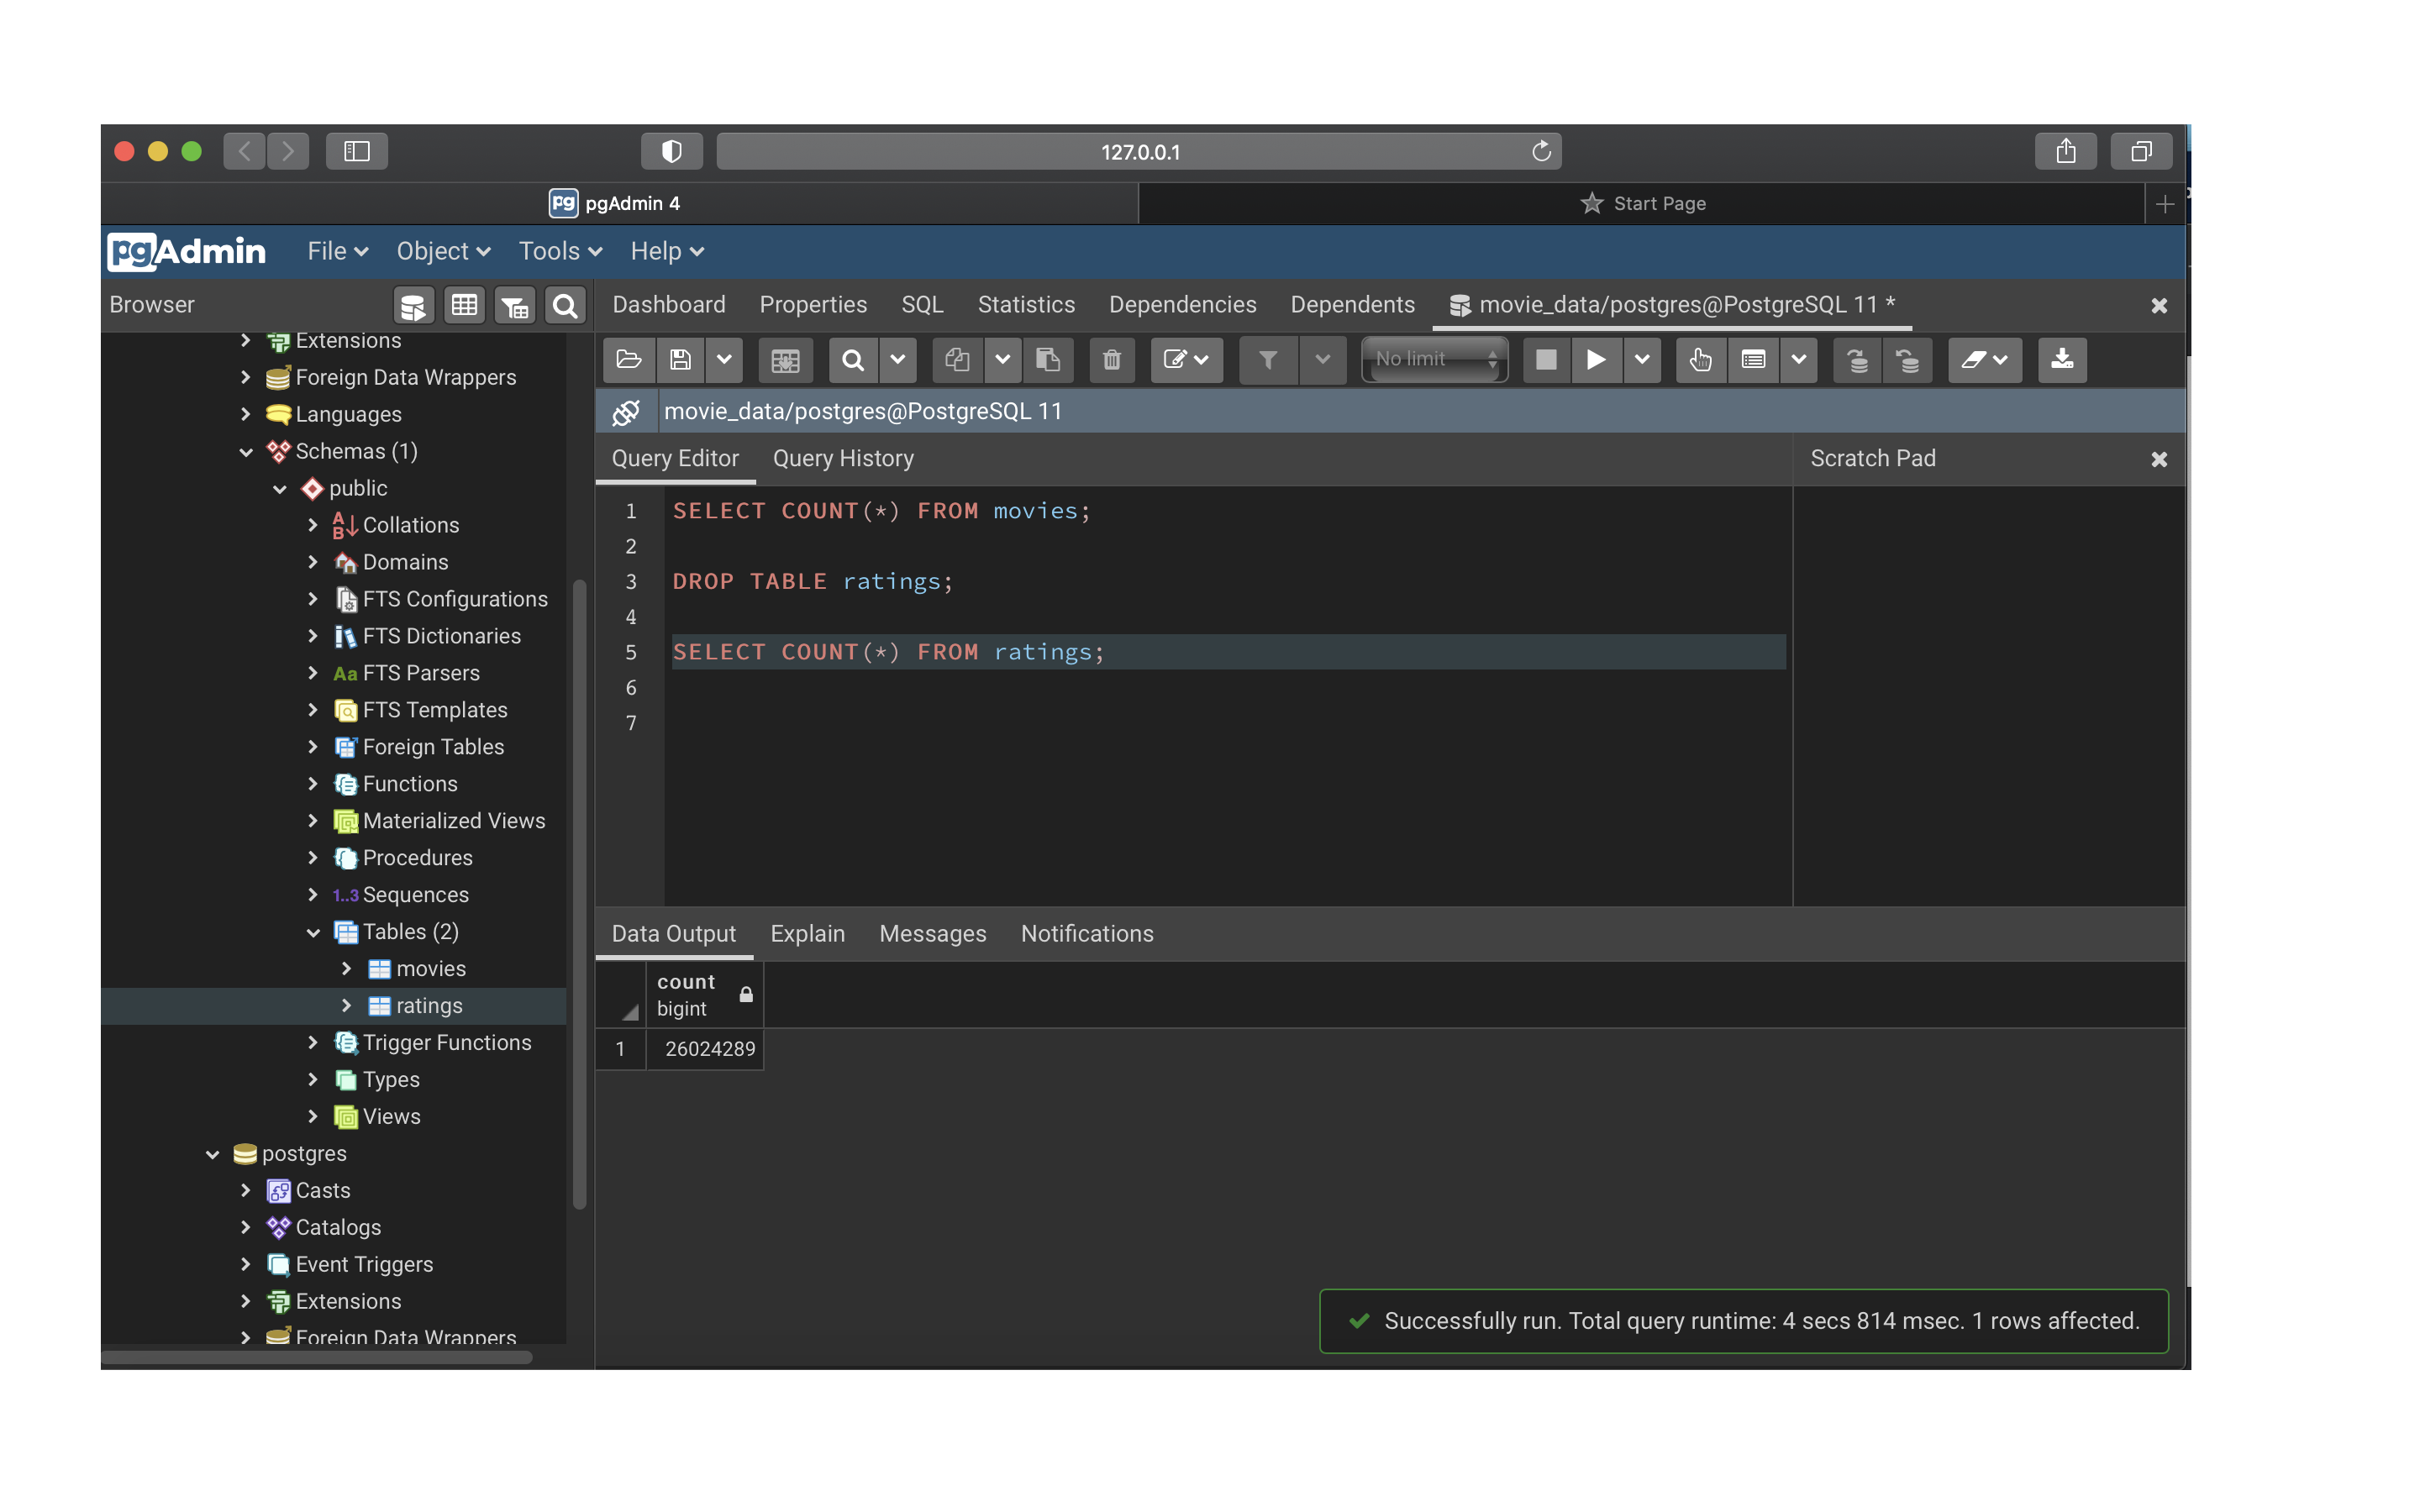 127.0.0.1
pg pgAdmin 4
Start Page
pgAdmin File Object Tools Help
Browser
Dashboard Properties SQL Statistics Dependencies Dependents movie_data/postgres@PostgreSQL 11 *
No limit
movie_data/postgres@PostgreSQL 11
Query Editor Query History
Scratch Pad
Extensions
Foreign Data Wrappers
Languages
Schemas (1)
public
Collations
Domains
FTS Configurations
FTS Dictionaries
Aa FTS Parsers
FTS Templates
Foreign Tables
Functions
Materialized Views
Procedures
1..3 Sequences
Tables (2)
movies
ratings
Trigger Functions
Types
Views
postgres
Casts
Catalogs
Event Triggers
Extensions
Foreign Data Wrappers
1 SELECT COUNT(*) FROM movies;
2
3 DROP TABLE ratings;
4
5 SELECT COUNT(*) FROM ratings;
6
7
Data Output Explain Messages Notifications
count
bigint
1 26024289
Successfully run. Total query runtime: 4 secs 814 msec. 1 rows affected.